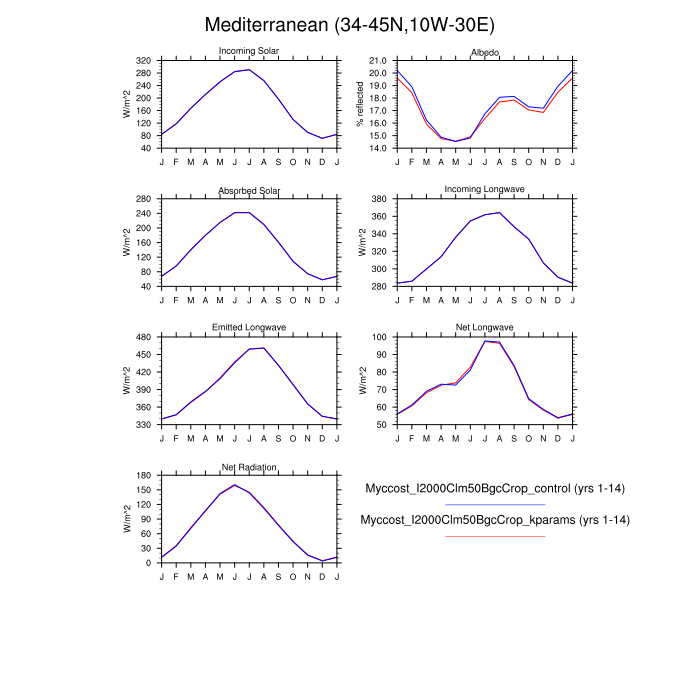 Mediterranean (34-45N,10W-30E)
Incoming Solar
W/m^2
320
280
240
200
160
120
80
40
J F M A M J J A S O N D J
Albedo
% reflected
21.0
20.0
19.0
18.0
17.0
16.0
15.0
14.0
J F M A M J J A S O N D J
Absorbed Solar
W/m^2
280
240
200
160
120
80
40
J F M A M J J A S O N D J
Incoming Longwave
W/m^2
380
360
340
320
300
280
J F M A M J J A S O N D J
Emitted Longwave
W/m^2
480
450
420
390
360
330
J F M A M J J A S O N D J
Net Longwave
W/m^2
100
90
80
70
60
50
J F M A M J J A S O N D J
Net Radiation
W/m^2
180
150
120
90
60
30
0
J F M A M J J A S O N D J
Myccost_I2000Clm50BgcCrop_control (yrs 1-14)
Myccost_I2000Clm50BgcCrop_kparams (yrs 1-14)